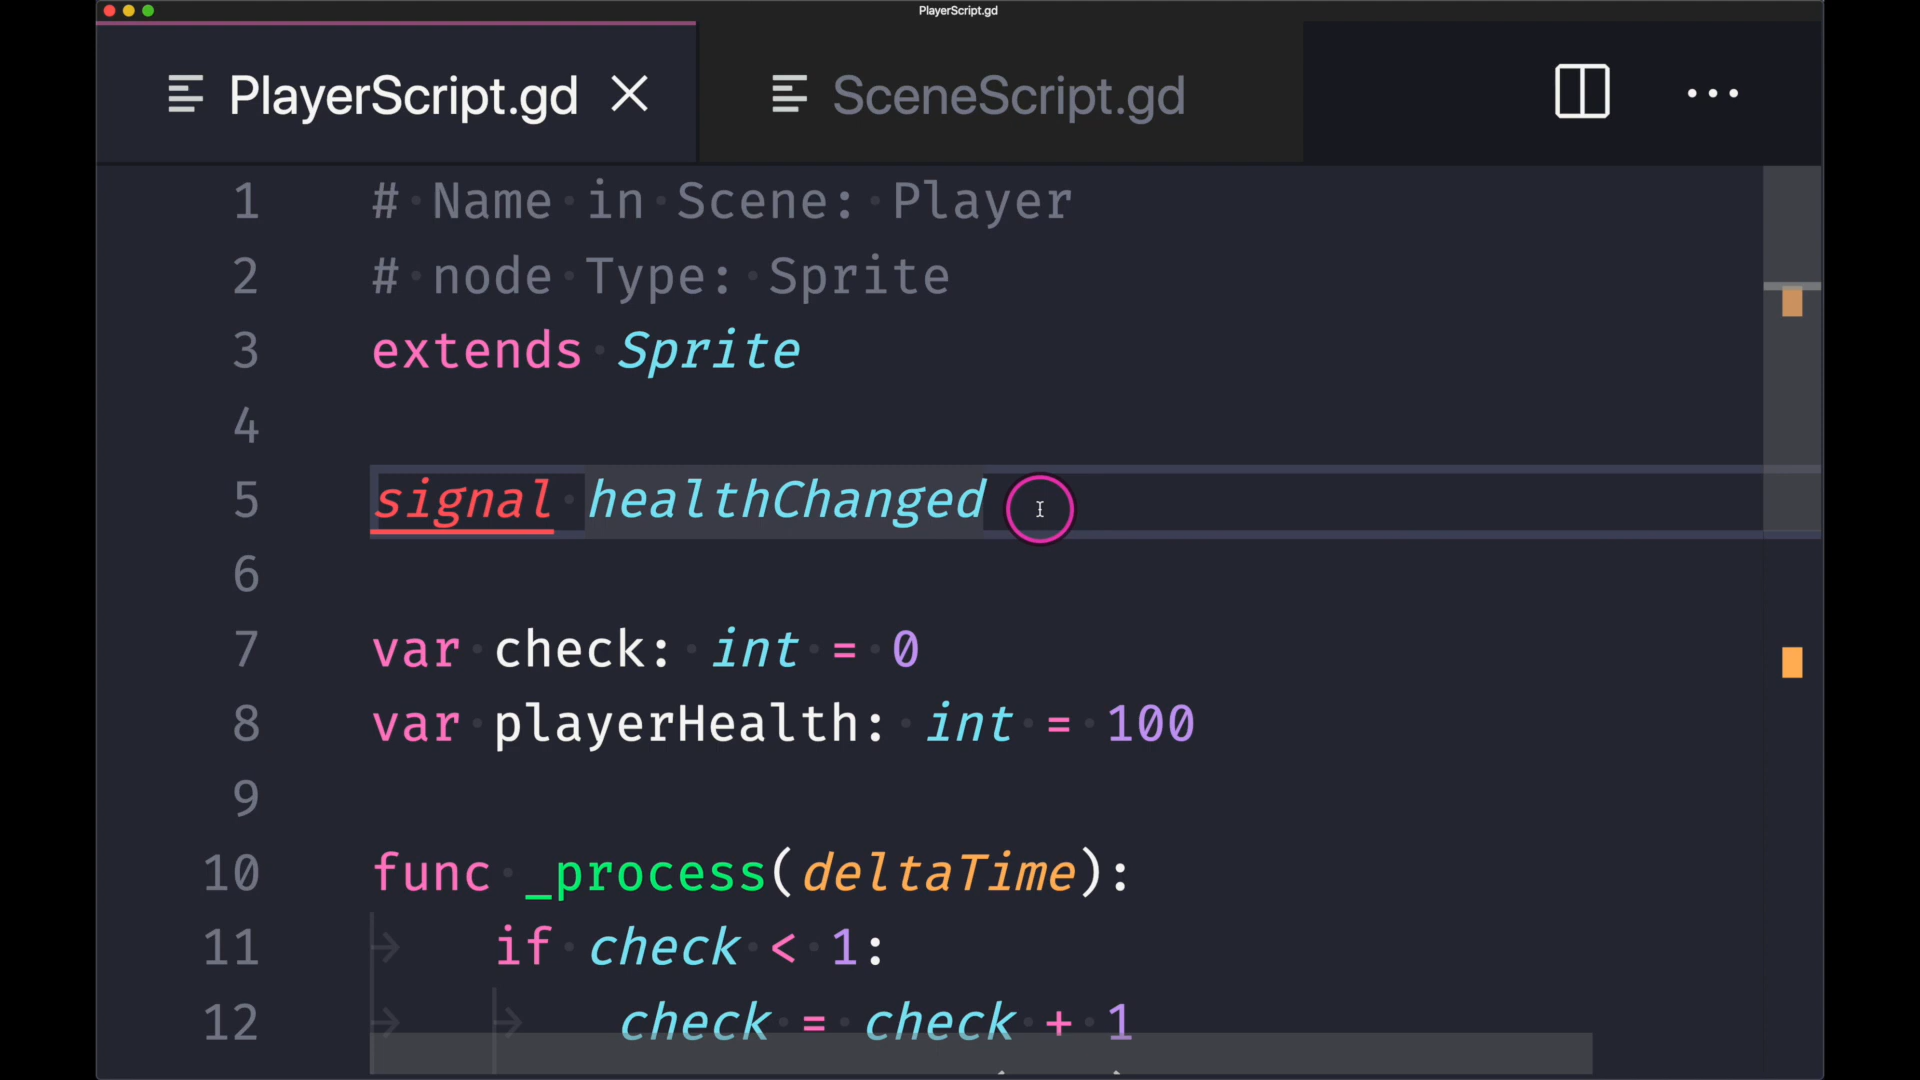 PlayerScript.gd
PlayerScript.gd
SceneScript.gd
1 # Name in Scene: Player
2 # node Type: Sprite
3 extends Sprite
4
5 signal healthChanged
6
7 var check: int = 0
8 var playerHealth: int = 100
9
10 func _process(deltaTime):
11 if check < 1:
12 check = check + 1